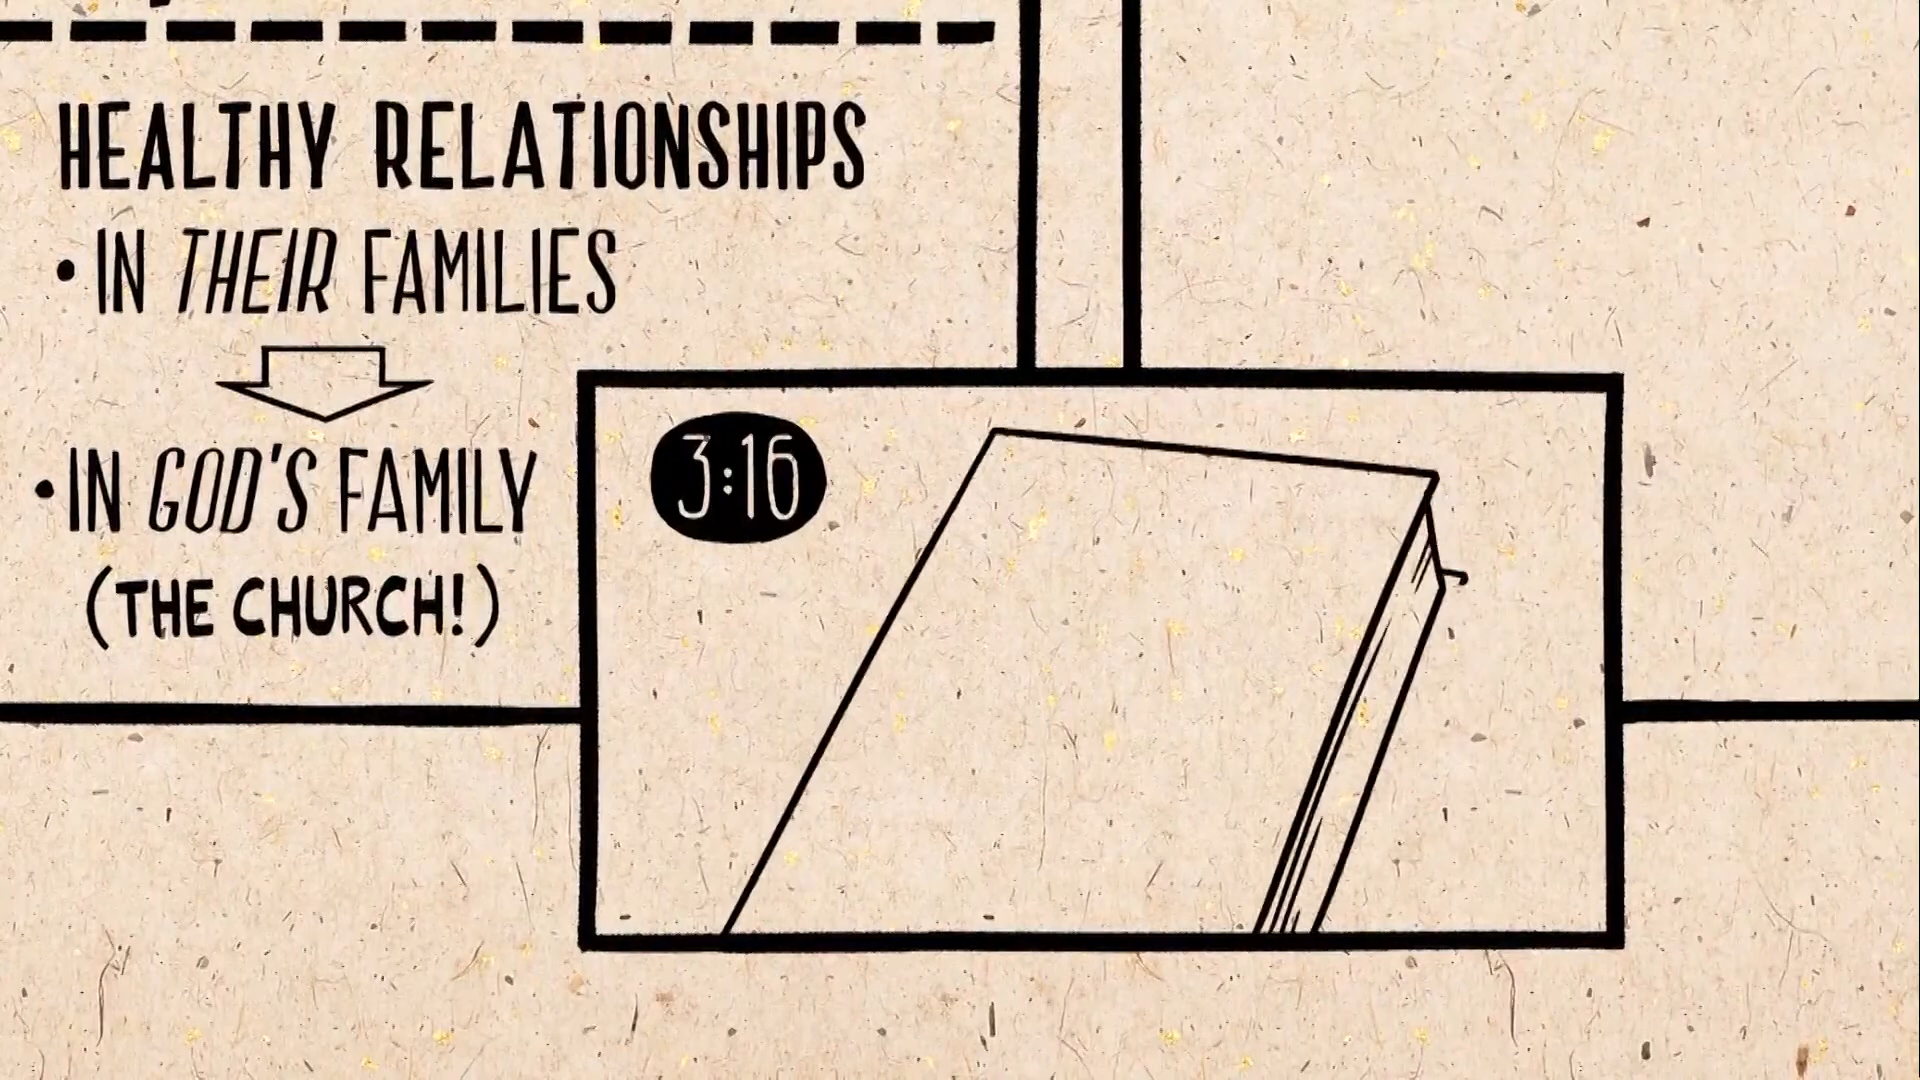 HEALTHY RELATIONSHIPS
• IN THEIR FAMILIES
• IN GOD'S FAMILY
(THE CHURCH!)
3:16